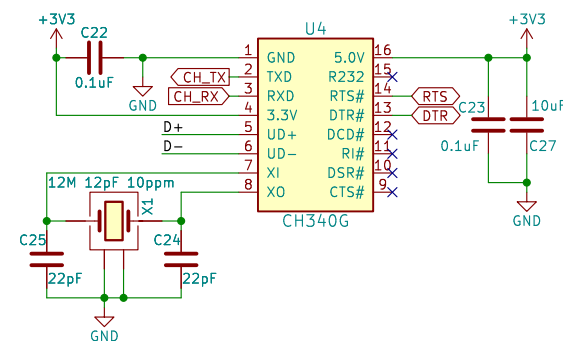 +3V3
C22
0.1uF
GND
CH_TX
CH_RX
D+
D-
U4
1 GND
2 TXD
3 RXD
4 3.3V
5 UD+
6 UD-
7 XI
8 XO
5.0V 16
R232 15
RTS# 14
DTR# 13
DCD# 12
RI# 11
DSR# 10
CTS# 9
CH340G
RTS
DTR
+3V3
C23
0.1uF
10uF
C27
GND
12M 12pF 10ppm
X1
C25
22pF
C24
22pF
GND